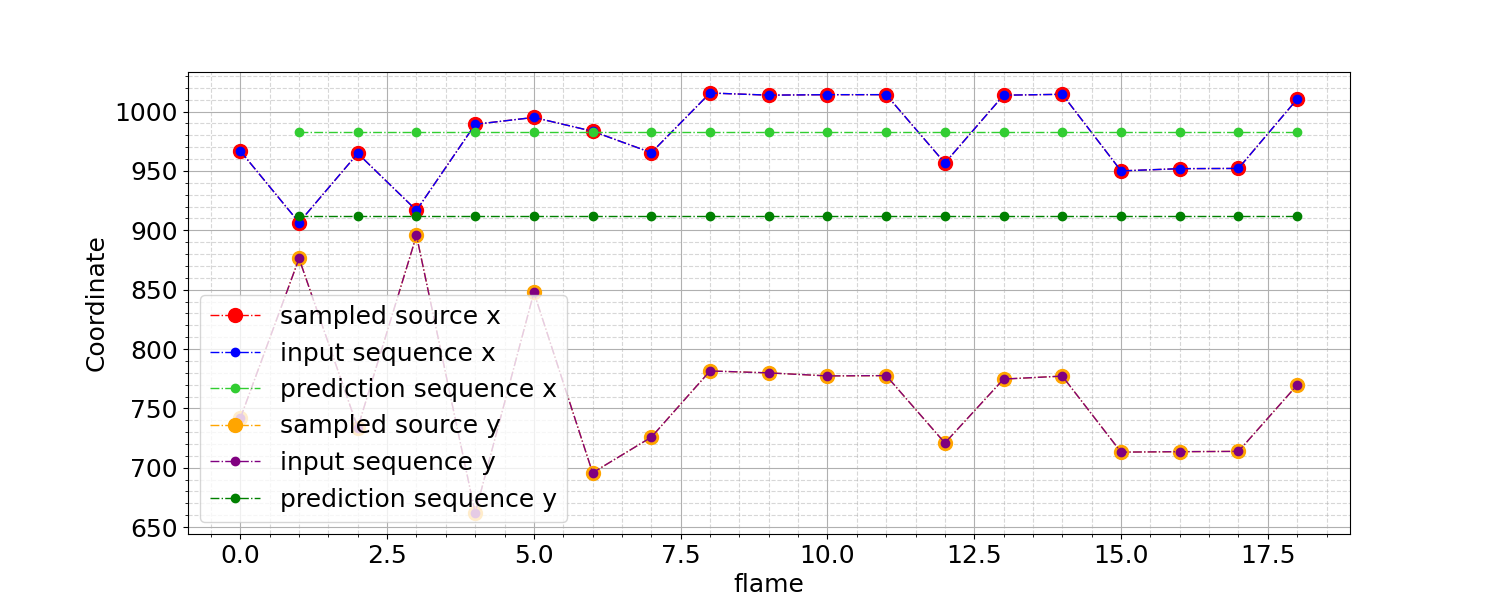 1000
950
900
850
800
750
700
650
Coordinate
sampled source x
input sequence x
prediction sequence x
sampled source y
input sequence y
prediction sequence y
0.0 2.5 5.0 7.5 10.0 12.5 15.0 17.5
flame